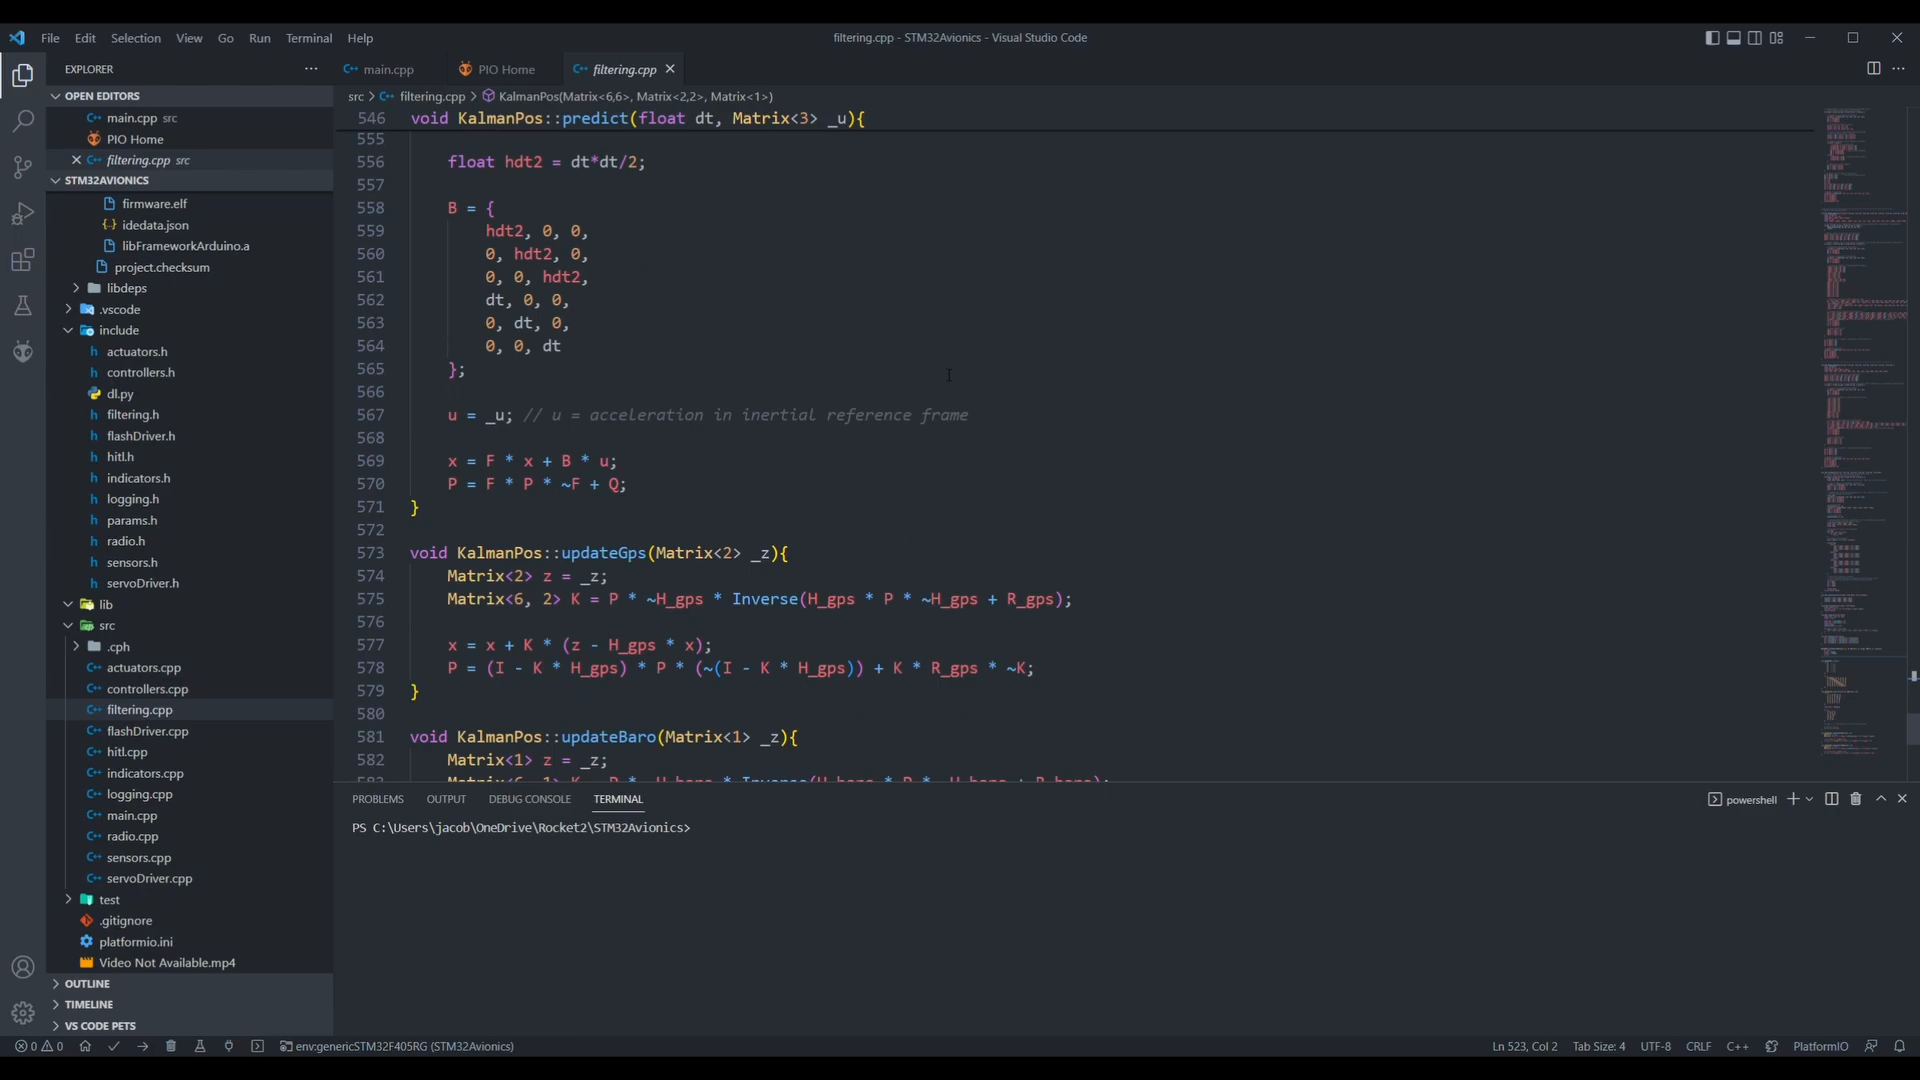 File Edit Selection View Go Run Terminal Help
filtering.cpp - STM32Avionics - Visual Studio Code
EXPLORER
OPEN EDITORS
main.cpp src
PIO Home
filtering.cpp src
STM32AVIONICS
firmware.elf
idedata.json
libFrameworkArduino.a
project.checksum
libdeps
.vscode
include
actuators.h
controllers.h
dl.py
filtering.h
flashDriver.h
hitl.h
indicators.h
logging.h
params.h
radio.h
sensors.h
servoDriver.h
lib
src
.cph
actuators.cpp
controllers.cpp
filtering.cpp
flashDriver.cpp
hitl.cpp
indicators.cpp
logging.cpp
main.cpp
radio.cpp
sensors.cpp
servoDriver.cpp
test
.gitignore
platformio.ini
Video Not Available.mp4
OUTLINE
TIMELINE
VS CODE PETS
main.cpp PIO Home filtering.cpp
src > filtering.cpp > KalmanPos(Matrix<6,6>, Matrix<2,2>, Matrix<1>)
546 void KalmanPos::predict(float dt, Matrix<3> _u){
555
556 float hdt2 = dt*dt/2;
557
558 B = {
559 hdt2, 0, 0,
560 0, hdt2, 0,
561 0, 0, hdt2,
562 dt, 0, 0,
563 0, dt, 0,
564 0, 0, dt
565 };
566
567 u = _u; // u = acceleration in inertial reference frame
568
569 x = F * x + B * u;
570 P = F * P * ~F + Q;
571 }
572
573 void KalmanPos::updateGps(Matrix<2> _z){
574 Matrix<2> z = _z;
575 Matrix<6, 2> K = P * ~H_gps * Inverse(H_gps * P * ~H_gps + R_gps);
576
577 x = x + K * (z - H_gps * x);
578 P = (I - K * H_gps) * P * (~(I - K * H_gps)) + K * R_gps * ~K;
579 }
580
581 void KalmanPos::updateBaro(Matrix<1> _z){
582 Matrix<1> z = _z;
PROBLEMS OUTPUT DEBUG CONSOLE TERMINAL
powershell
PS C:\Users\jacob\OneDrive\Rocket2\STM32Avionics>
0 0 env:genericSTM32F405RG (STM32Avionics)
Ln 523, Col 2 Tab Size: 4 UTF-8 CRLF C++ PlatformIO